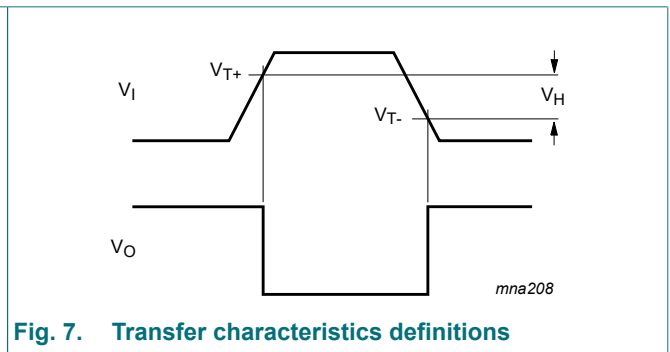 VT+
VI
VH
VT-
VO
mna208
Fig. 7. Transfer characteristics definitions